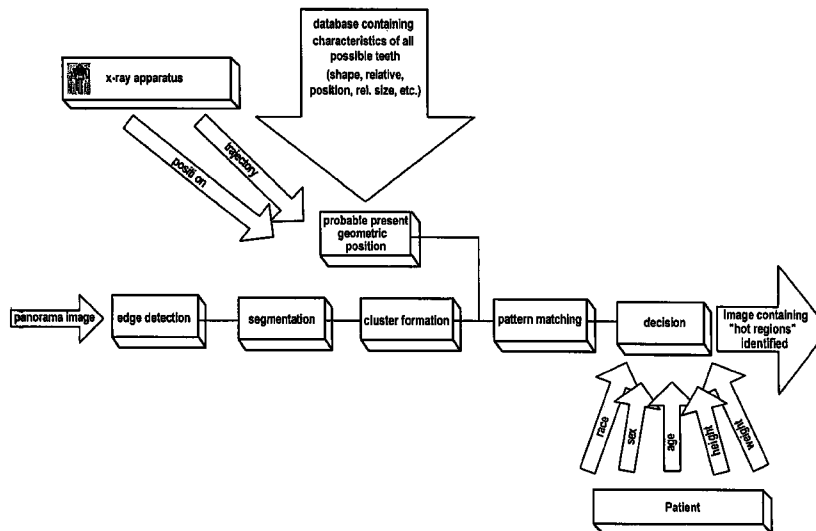 database containing
characteristics of all
possible teeth
(shape, relative,
position, rel. size, etc.)
x-ray apparatus
positi on
trajectory
probable present
geometric
position
panorama image
edge detection
segmentation
cluster formation
pattern matching
decision
Image containing
"hot regions"
identified
race
sex
age
height
weight
Patient